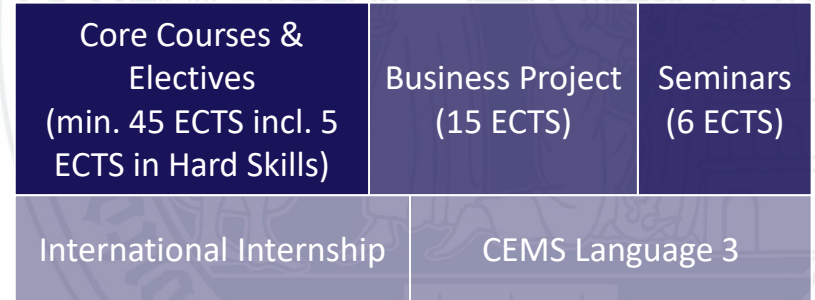 Core Courses &
Electives
(min. 45 ECTS incl. 5
ECTS in Hard Skills)
Business Project
(15 ECTS)
Seminars
(6 ECTS)
International Internship
CEMS Language 3